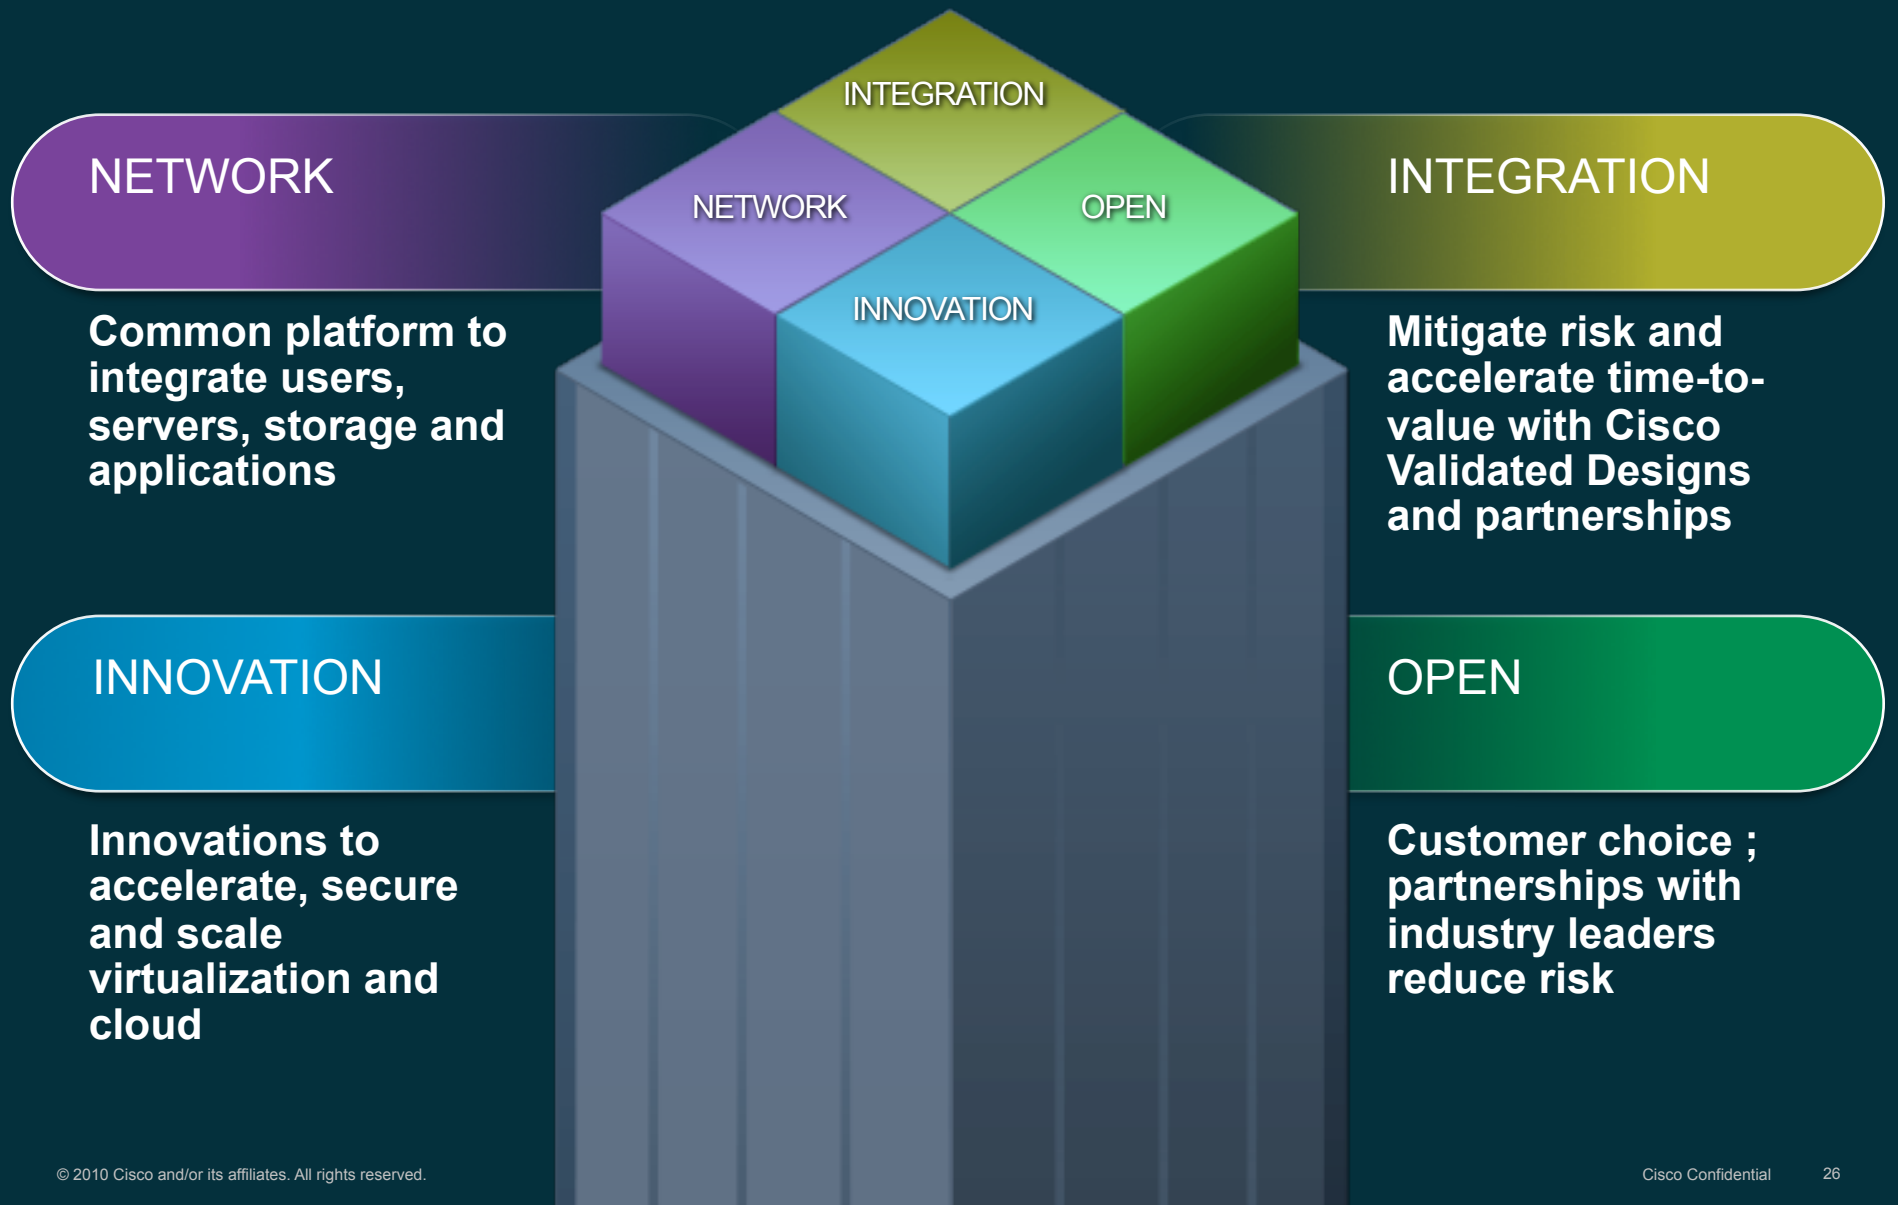 INTEGRATION
NETWORK
OPEN
INNOVATION
NETWORK
Common platform to
integrate users,
servers, storage and
applications
INTEGRATION
Mitigate risk and
accelerate time-to-
value with Cisco
Validated Designs
and partnerships
INNOVATION
Innovations to
accelerate, secure
and scale
virtualization and
cloud
OPEN
Customer choice ;
partnerships with
industry leaders
reduce risk
© 2010 Cisco and/or its affiliates. All rights reserved.
Cisco Confidential
26